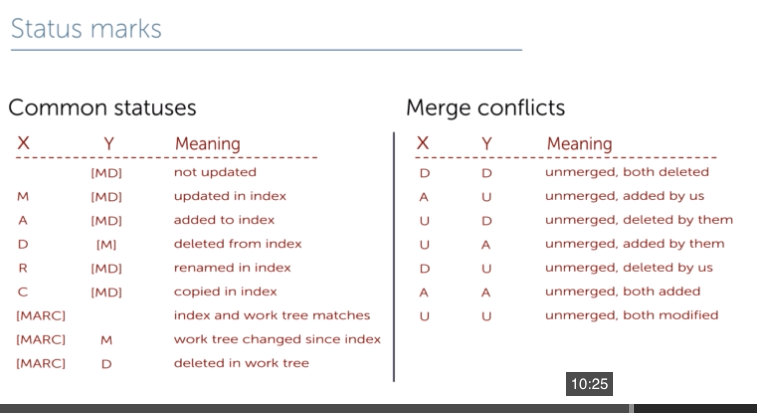 Status marks
Common statuses
X Y Meaning
[MD] not updated
M [MD] updated in index
A [MD] added to index
D [M] deleted from index
R [MD] renamed in index
C [MD] copied in index
[MARC] index and work tree matches
[MARC] M work tree changed since index
[MARC] D deleted in work tree
Merge conflicts
X Y Meaning
D D unmerged, both deleted
A U unmerged, added by us
U D unmerged, deleted by them
U A unmerged, added by them
D U unmerged, deleted by us
A A unmerged, both added
U U unmerged, both modified
10:25